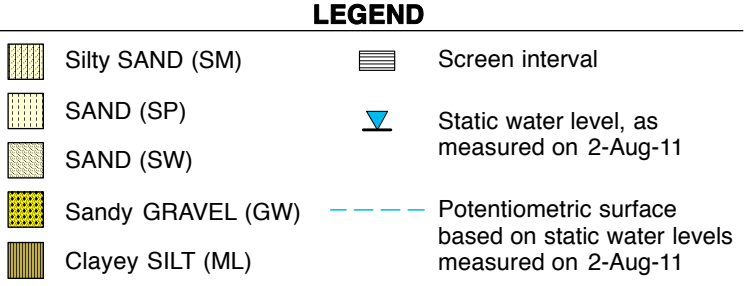 LEGEND
Silty SAND (SM)
SAND (SP)
SAND (SW)
Sandy GRAVEL (GW)
Clayey SILT (ML)
Screen interval
Static water level, as
measured on 2-Aug-11
Potentiometric surface
based on static water levels
measured on 2-Aug-11